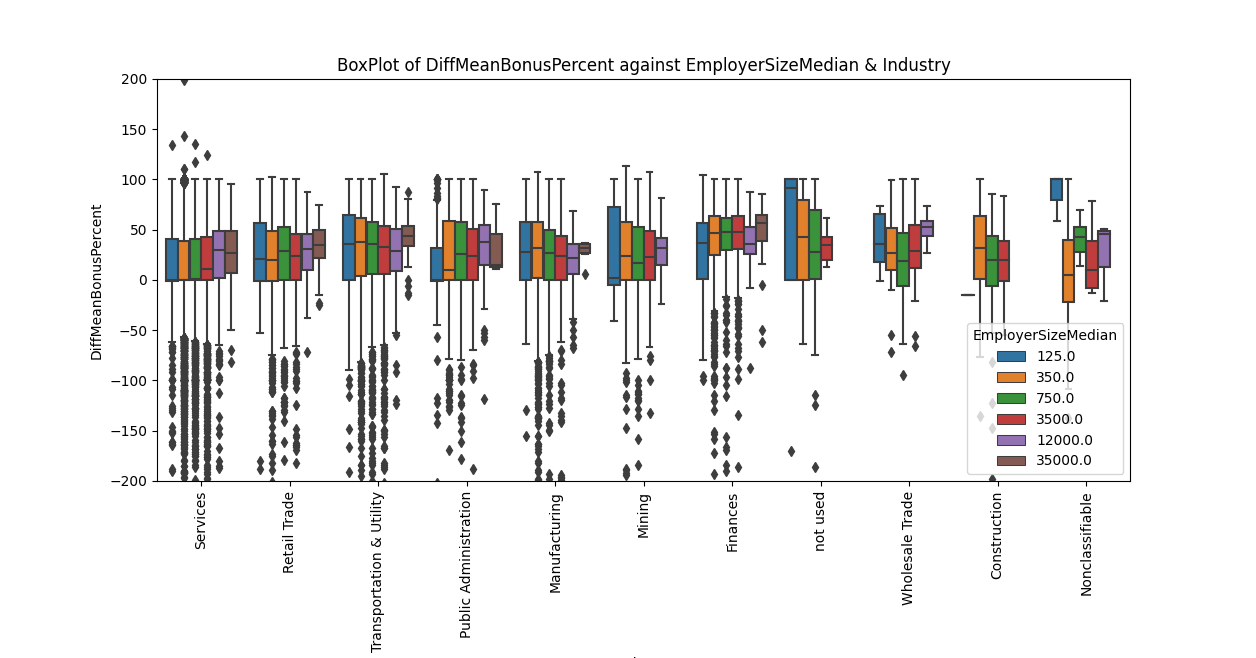 BoxPlot of DiffMeanBonusPercent against EmployerSizeMedian & Industry
DiffMeanBonusPercent
200
150
100
50
0
−50
−100
−150
−200
Services
Retail Trade
Transportation & Utility
Public Administration
Manufacturing
Mining
Finances
not used
Wholesale Trade
Construction
Nonclassifiable
EmployerSizeMedian
125.0
350.0
750.0
3500.0
12000.0
35000.0